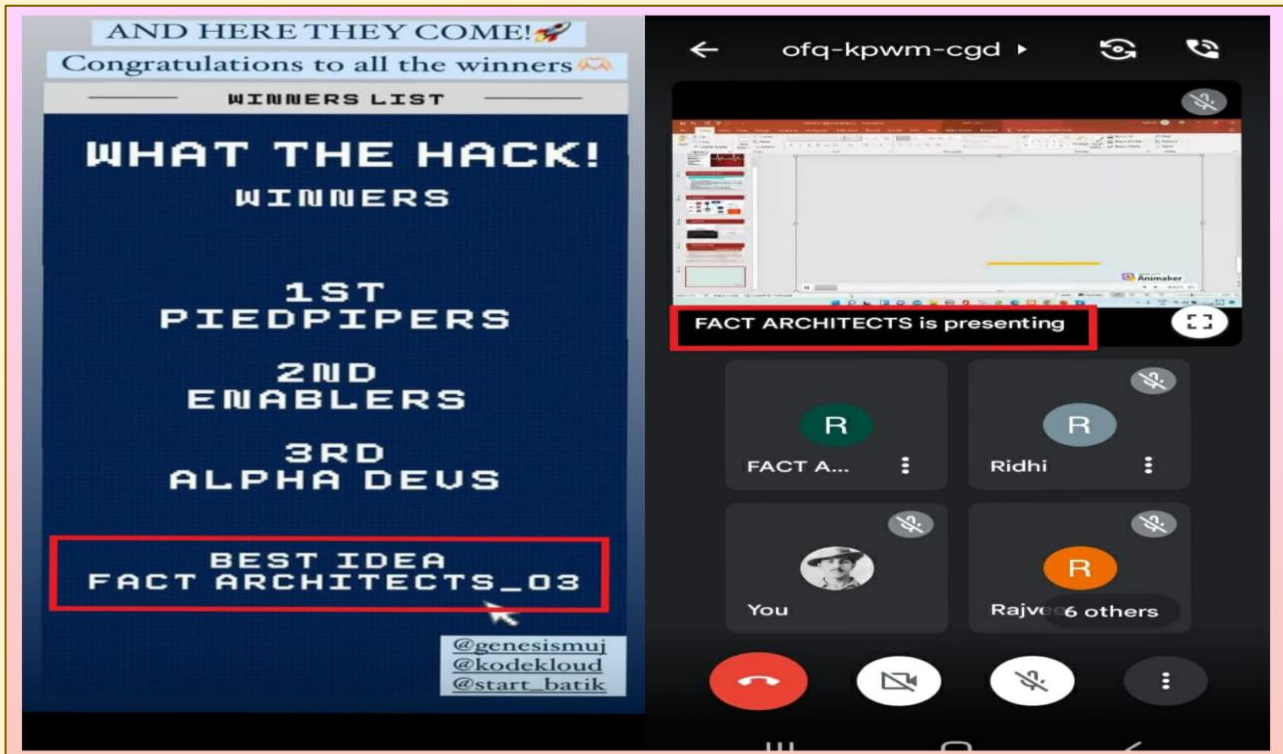 AND HERE THEY COME!🚀
Congratulations to all the winners🫶🏻
WINNERS LIST
WHAT THE HACK!
WINNERS
1ST
PIEDPIPERS
2ND
ENABLERS
3RD
ALPHA DEVS
BEST IDEA
FACT ARCHITECTS_03
@genesismuj
@kodekloud
@start_batik
ofq-kpwm-cgd
Animaker
FACT ARCHITECTS is presenting
R
FACT A...
R
Ridhi
You
R
6 others